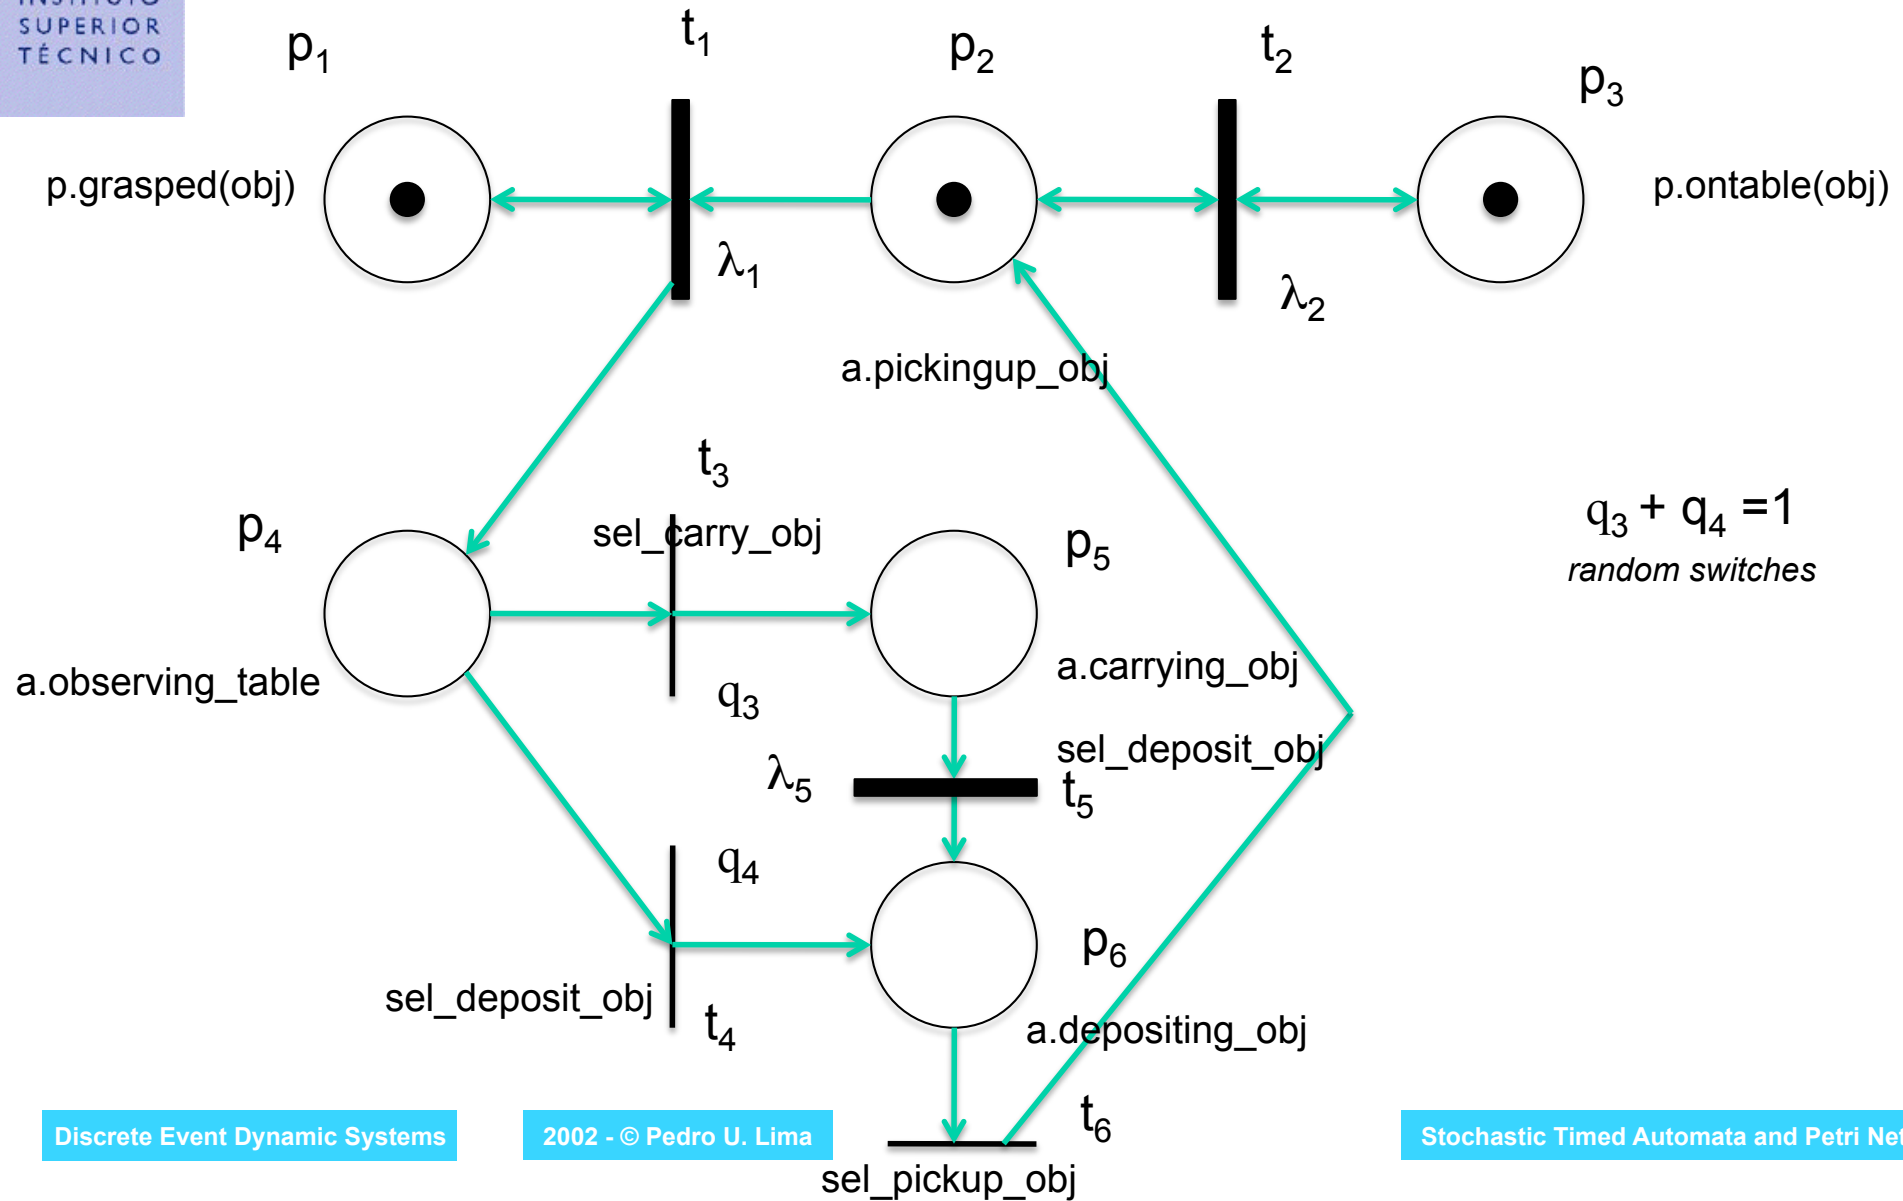 INSTITUTO
SUPERIOR
TÉCNICO
p1
t1
p2
t2
p3
p.grasped(obj)
p.ontable(obj)
λ1
λ2
a.pickingup_obj
t3
p4
sel_carry_obj
p5
q3 + q4 =1
random switches
a.observing_table
q3
a.carrying_obj
sel_deposit_obj
λ5
t5
q4
p6
sel_deposit_obj
t4
a.depositing_obj
t6
Discrete Event Dynamic Systems
2002 - © Pedro U. Lima
Stochastic Timed Automata and Petri Net
sel_pickup_obj